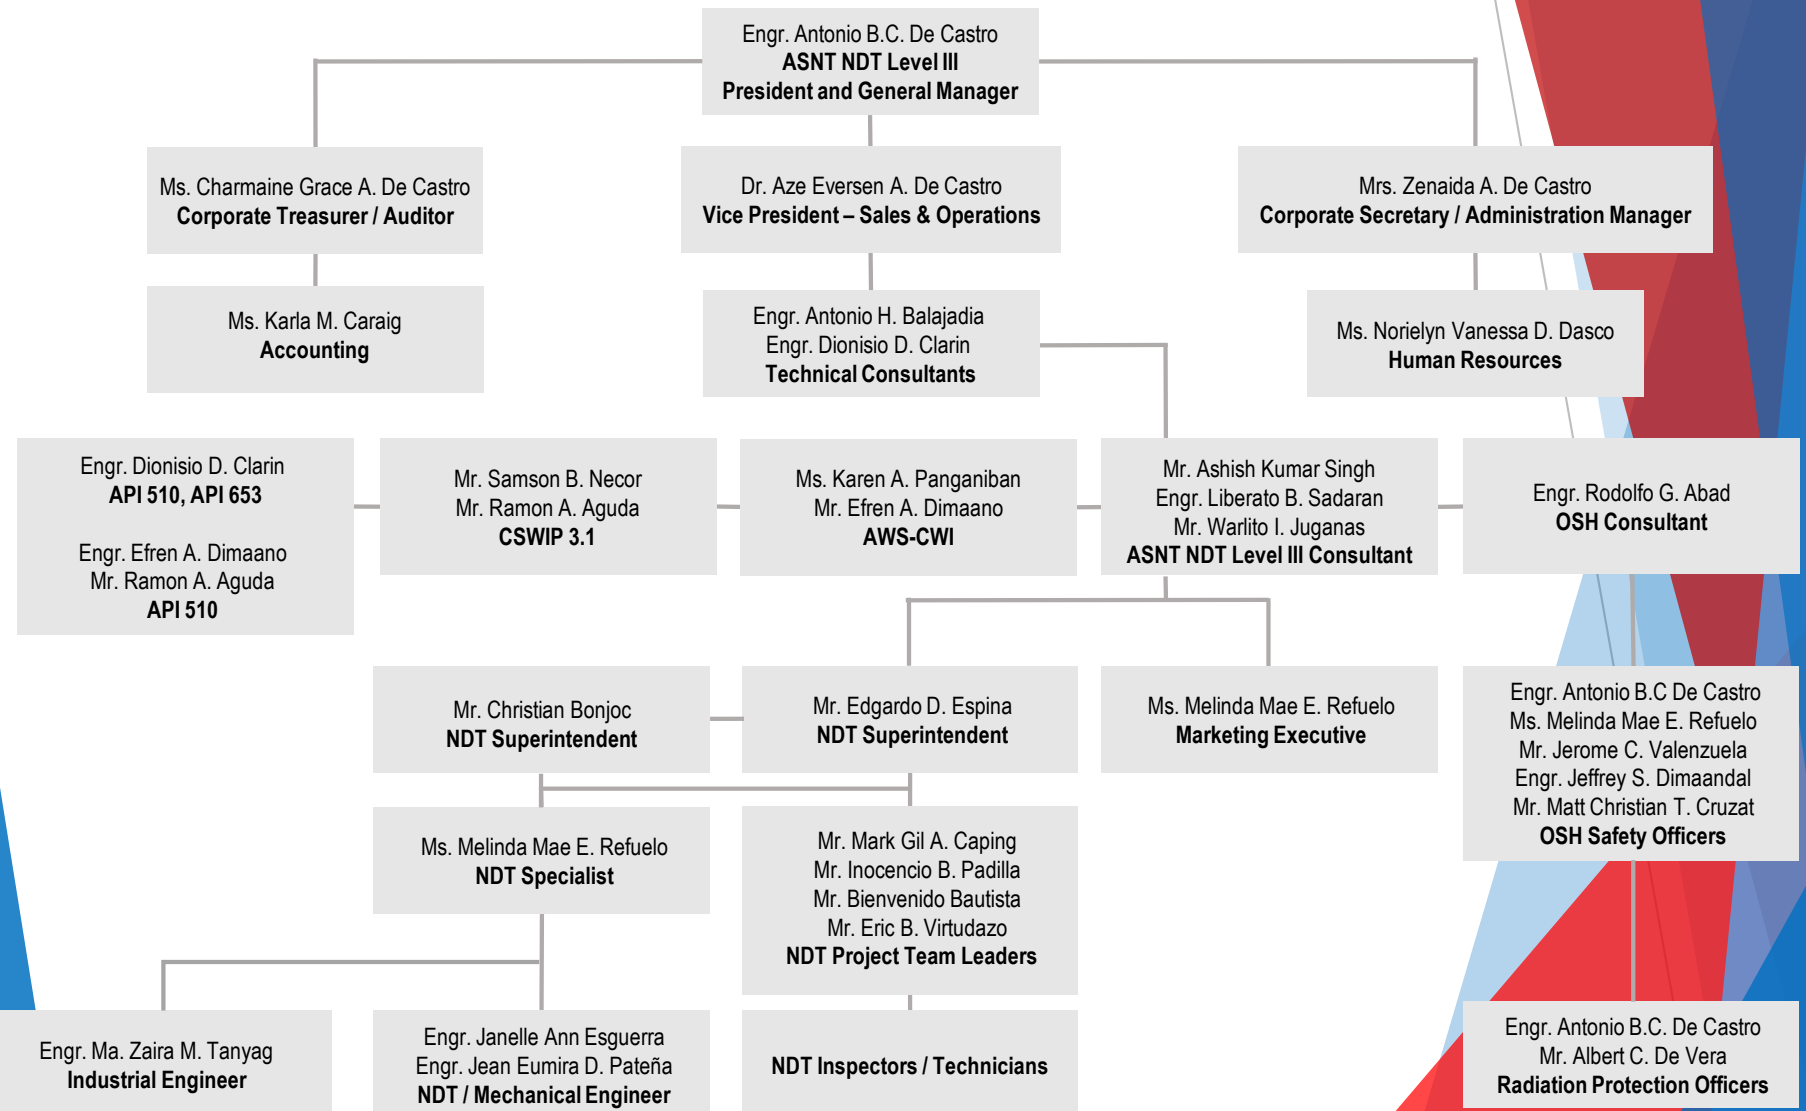 Engr. Antonio B.C. De Castro
ASNT NDT Level III
President and General Manager
Ms. Charmaine Grace A. De Castro
Corporate Treasurer / Auditor
Dr. Aze Eversen A. De Castro
Vice President – Sales & Operations
Mrs. Zenaida A. De Castro
Corporate Secretary / Administration Manager
Ms. Karla M. Caraig
Accounting
Engr. Antonio H. Balajadia
Engr. Dionisio D. Clarin
Technical Consultants
Ms. Norielyn Vanessa D. Dasco
Human Resources
Engr. Dionisio D. Clarin
API 510, API 653
Engr. Efren A. Dimaano
Mr. Ramon A. Aguda
API 510
Mr. Samson B. Necor
Mr. Ramon A. Aguda
CSWIP 3.1
Ms. Karen A. Panganiban
Mr. Efren A. Dimaano
AWS-CWI
Mr. Ashish Kumar Singh
Engr. Liberato B. Sadaran
Mr. Warlito I. Juganas
ASNT NDT Level III Consultant
Engr. Rodolfo G. Abad
OSH Consultant
Mr. Christian Bonjoc
NDT Superintendent
Mr. Edgardo D. Espina
NDT Superintendent
Ms. Melinda Mae E. Refuelo
Marketing Executive
Engr. Antonio B.C De Castro
Ms. Melinda Mae E. Refuelo
Mr. Jerome C. Valenzuela
Engr. Jeffrey S. Dimaandal
Mr. Matt Christian T. Cruzat
OSH Safety Officers
Ms. Melinda Mae E. Refuelo
NDT Specialist
Mr. Mark Gil A. Caping
Mr. Inocencio B. Padilla
Mr. Bienvenido Bautista
Mr. Eric B. Virtudazo
NDT Project Team Leaders
Engr. Ma. Zaira M. Tanyag
Industrial Engineer
Engr. Janelle Ann Esguerra
Engr. Jean Eumira D. Pateña
NDT / Mechanical Engineer
NDT Inspectors / Technicians
Engr. Antonio B.C. De Castro
Mr. Albert C. De Vera
Radiation Protection Officers